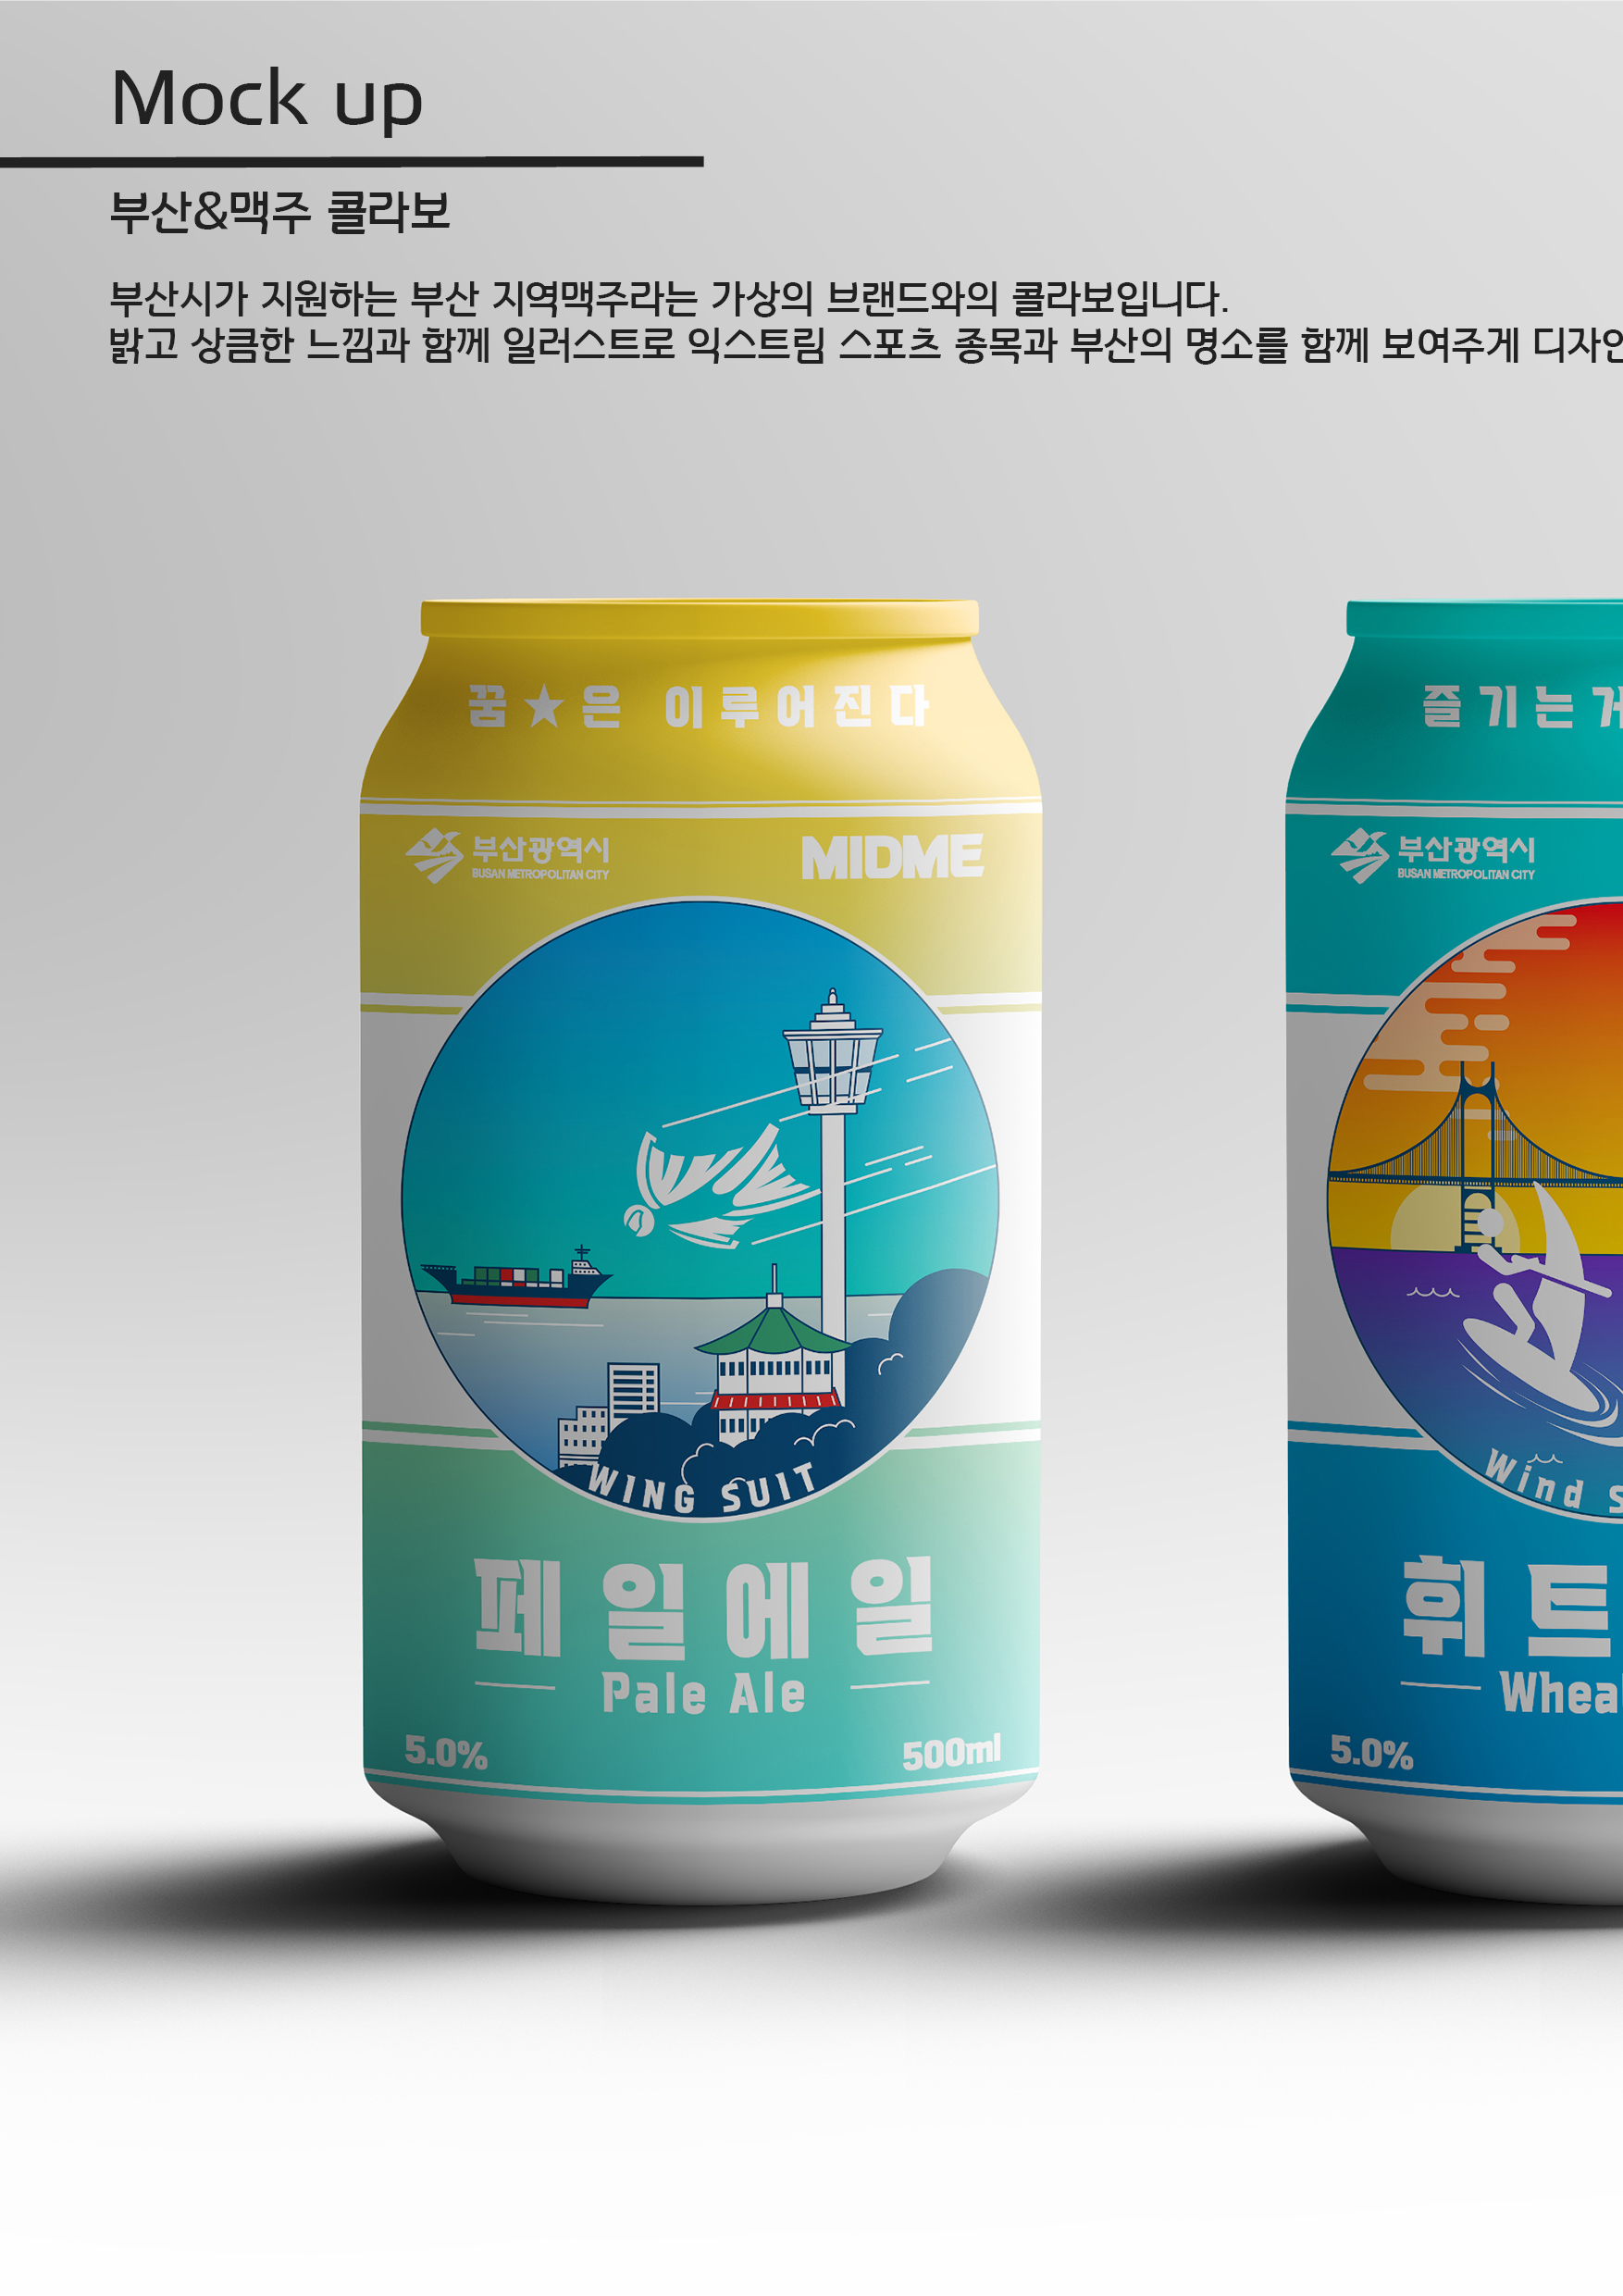 Mock up
부산&맥주 콜라보
부산시가 지원하는 부산 지역맥주라는 가상의 브랜드와의 콜라보입니다.
밝고 상큼한 느낌과 함께 일러스트로 익스트림 스포츠 종목과 부산의 명소를 함께 보여주게 디자인
꿈★은 이루어진다
부산광역시
BUSAN METROPOLITAN CITY
MIDME
WING SUIT
페일에일
Pale Ale
5.0%
500ml
즐기는
부산광역시
BUSAN METROPOLITAN CITY
Wind S
휘트
Whea
5.0%